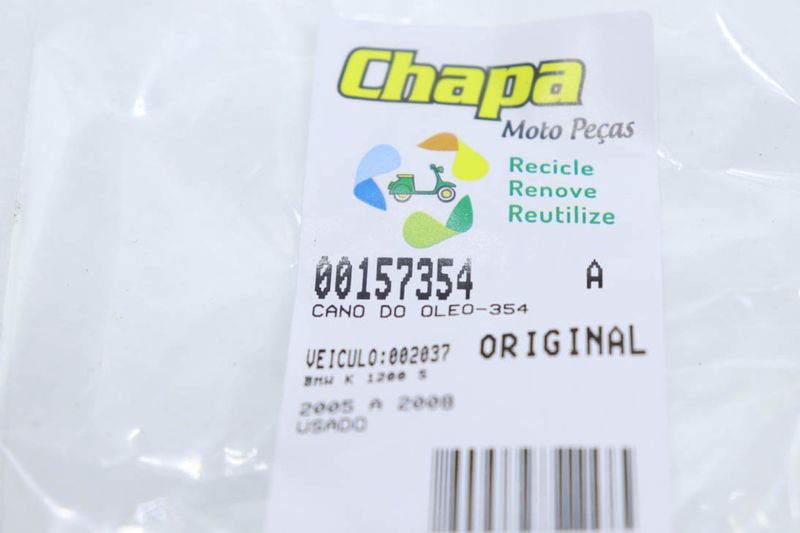 Chapa
Moto Peças
Recicle
Renove
Reutilize
00157354 A
CANO DO OLEO-354
VEICULO:002037 ORIGINAL
BMW K 1200 S
2005 A 2008
USADO